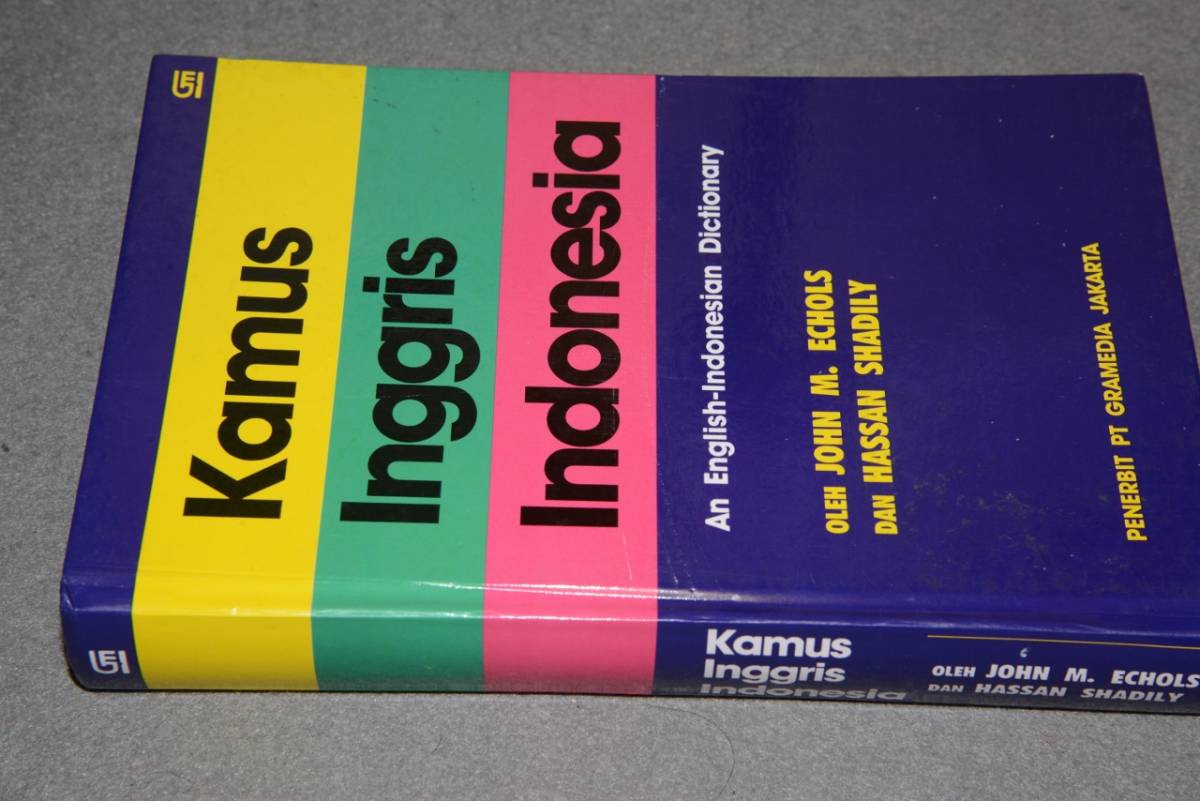 Kamus
Inggris
Indonesia
An English-Indonesian Dictionary
OLEH JOHN M. ECHOLS
DAN HASSAN SHADILY
PENERBIT PT GRAMEDIA JAKARTA
Kamus
Inggris
Indonesia
OLEH JOHN M. ECHOLS
DAN HASSAN SHADILY